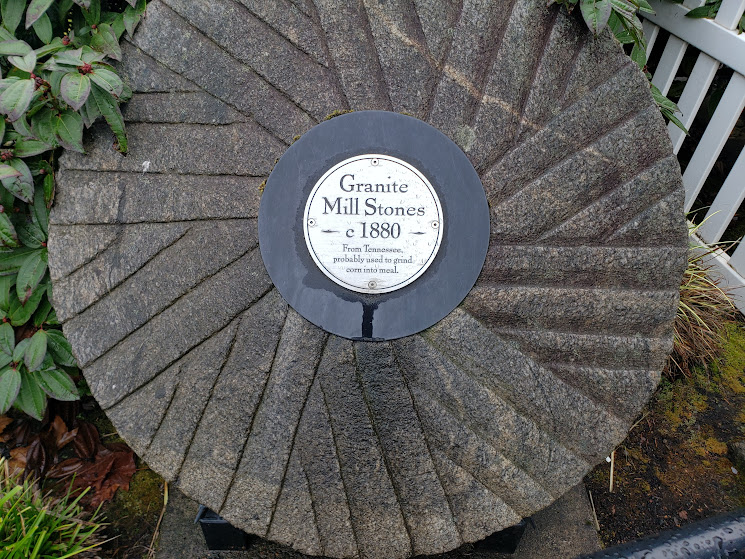 Granite
Mill Stones
c 1880
From Tennessee,
probably used to grind
corn into meal.